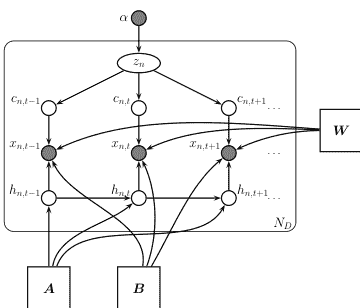 α
z_n
c_{n,t-1} c_{n,t} c_{n,t+1} ...
W
x_{n,t-1} x_{n,t} x_{n,t+1} ...
h_{n,t-1} h_{n,t} h_{n,t+1} ...
N_D
A B